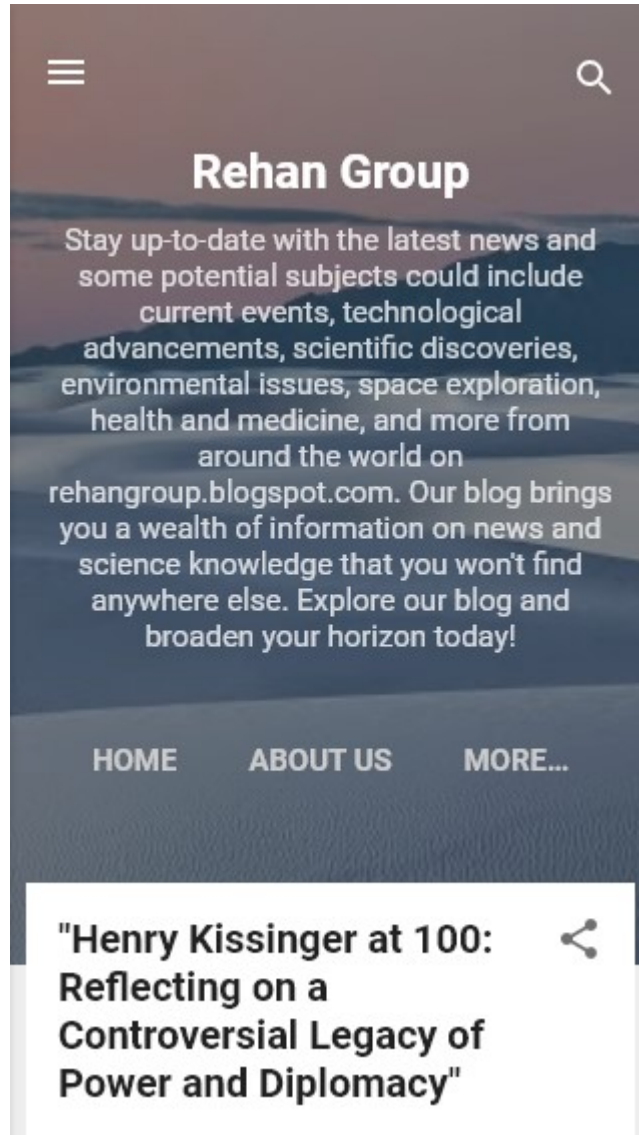 Rehan Group
Stay up-to-date with the latest news and
some potential subjects could include
current events, technological
advancements, scientific discoveries,
environmental issues, space exploration,
health and medicine, and more from
around the world on
rehangroup.blogspot.com. Our blog brings
you a wealth of information on news and
science knowledge that you won't find
anywhere else. Explore our blog and
broaden your horizon today!
HOME ABOUT US MORE...
"Henry Kissinger at 100:
Reflecting on a
Controversial Legacy of
Power and Diplomacy"